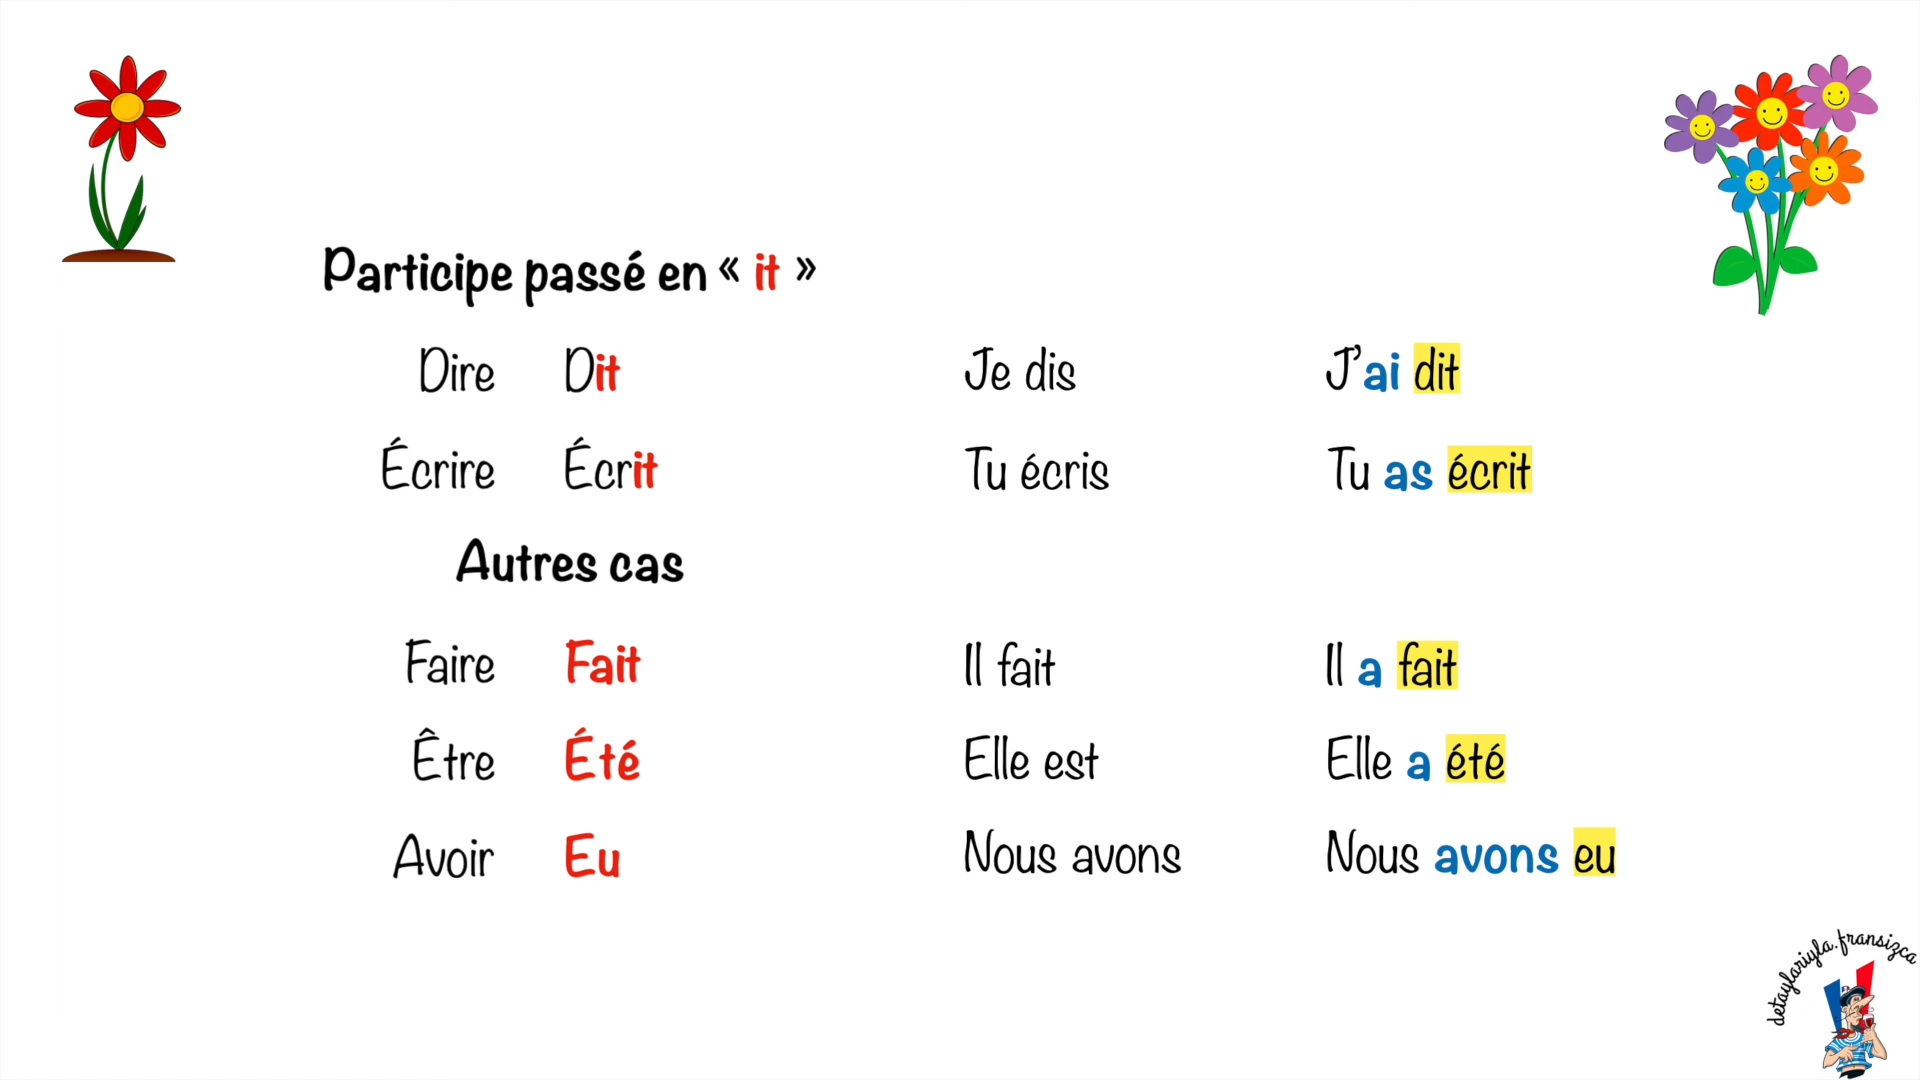 Participe passé en « it »
Dire Dit Je dis J'ai dit
Écrire Écrit Tu écris Tu as écrit
Autres cas
Faire Fait Il fait Il a fait
Être Été Elle est Elle a été
Avoir Eu Nous avons Nous avons eu
detaylariyla.fransizca